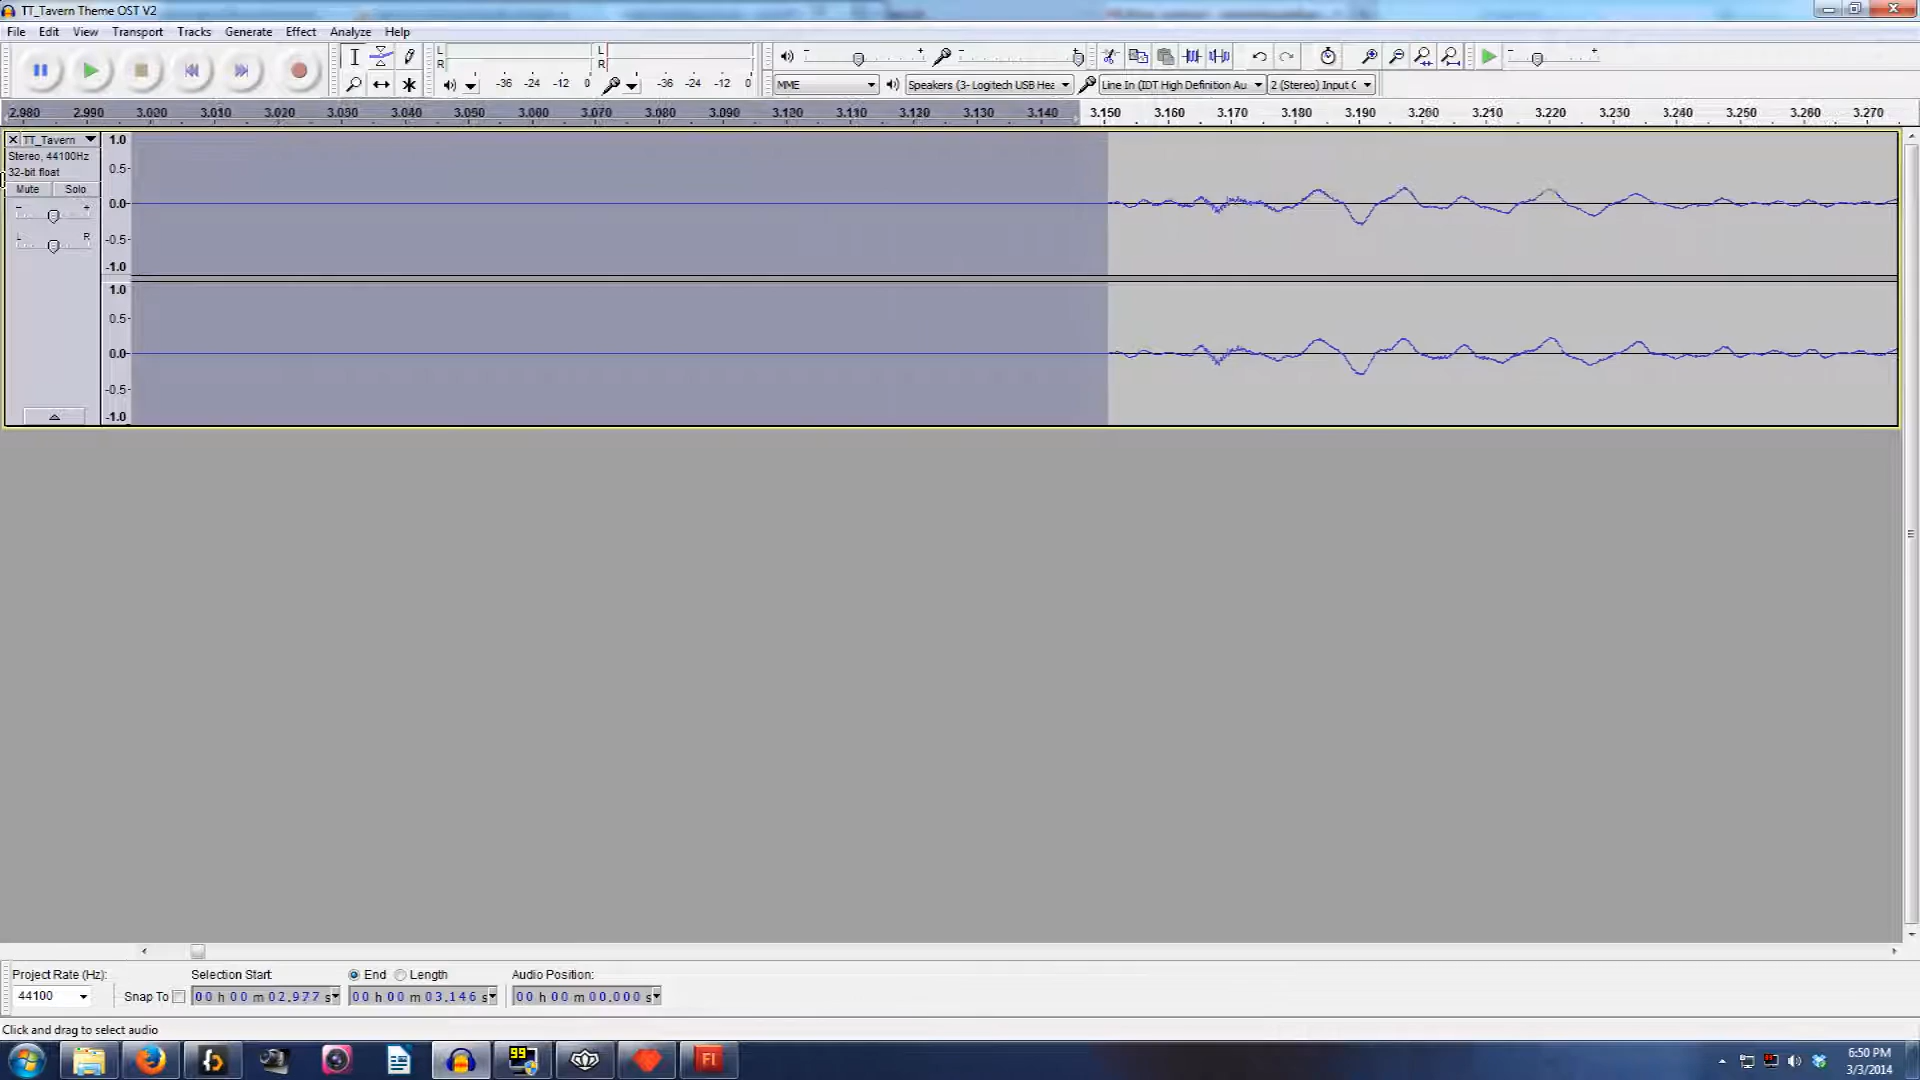 TT_Tavern Theme OST V2
File Edit View Transport Tracks Generate Effect Analyze Help
L
R
L
R
-36 -24 -12 0
-36 -24 -12 0
MME
Speakers (3- Logitech USB Hea
Line In (IDT High Definition Au
2 (Stereo) Input C
2.980 2.990 3.000 3.010 3.020 3.030 3.040 3.050 3.060 3.070 3.080 3.090 3.100 3.110 3.120 3.130 3.140 3.150 3.160 3.170 3.180 3.190 3.200 3.210 3.220 3.230 3.240 3.250 3.260 3.270
TT_Tavern
Stereo, 44100Hz
32-bit float
Mute Solo
- +
L R
1.0
0.5-
0.0-
-0.5-
-1.0
1.0
0.5-
0.0-
-0.5-
-1.0
Project Rate (Hz):
44100
Snap To
Selection Start:
00 h 00 m 02.977 s
End Length
00 h 00 m 03.146 s
Audio Position:
00 h 00 m 00.000 s
Click and drag to select audio
99
Fl
6:50 PM
3/3/2014